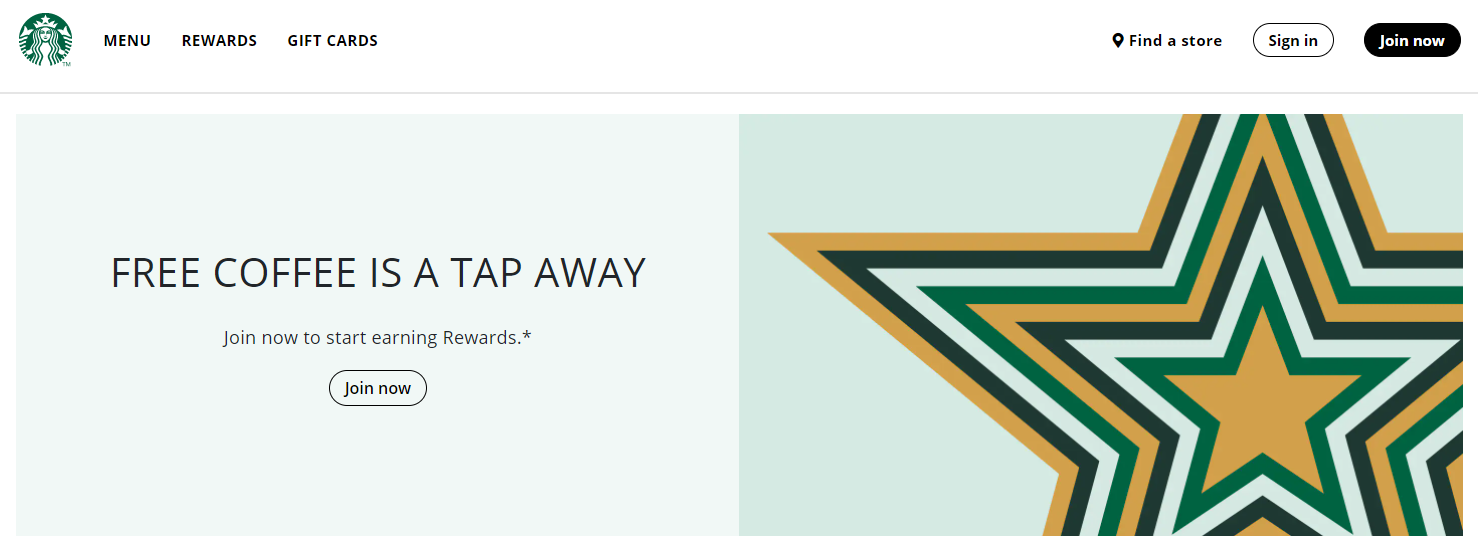 MENU REWARDS GIFT CARDS Find a store Sign in Join now
TM
FREE COFFEE IS A TAP AWAY
Join now to start earning Rewards.*
Join now